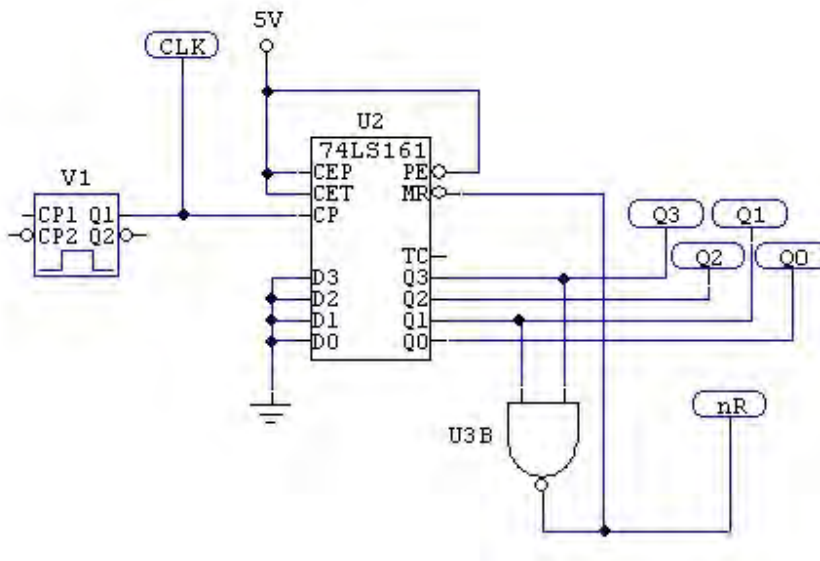 5V
CLK
U2
74LS161
CEP
PE
CET
MR
CP
V1
CP1 Q1
CP2 Q2
TC
D3
Q3
D2
Q2
D1
Q1
D0
Q0
Q3
Q1
Q2
Q0
U3B
nR